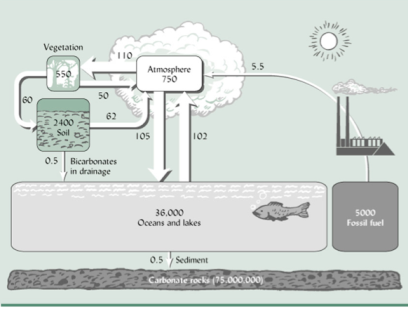 Vegetation
550
110
Atmosphere
750
5.5
50
60
2400
Soil
62
105
102
0.5
Bicarbonates
in drainage
36,000
Oceans and lakes
5000
Fossil fuel
0.5
Sediment
Carbonate rocks (75,000,000)